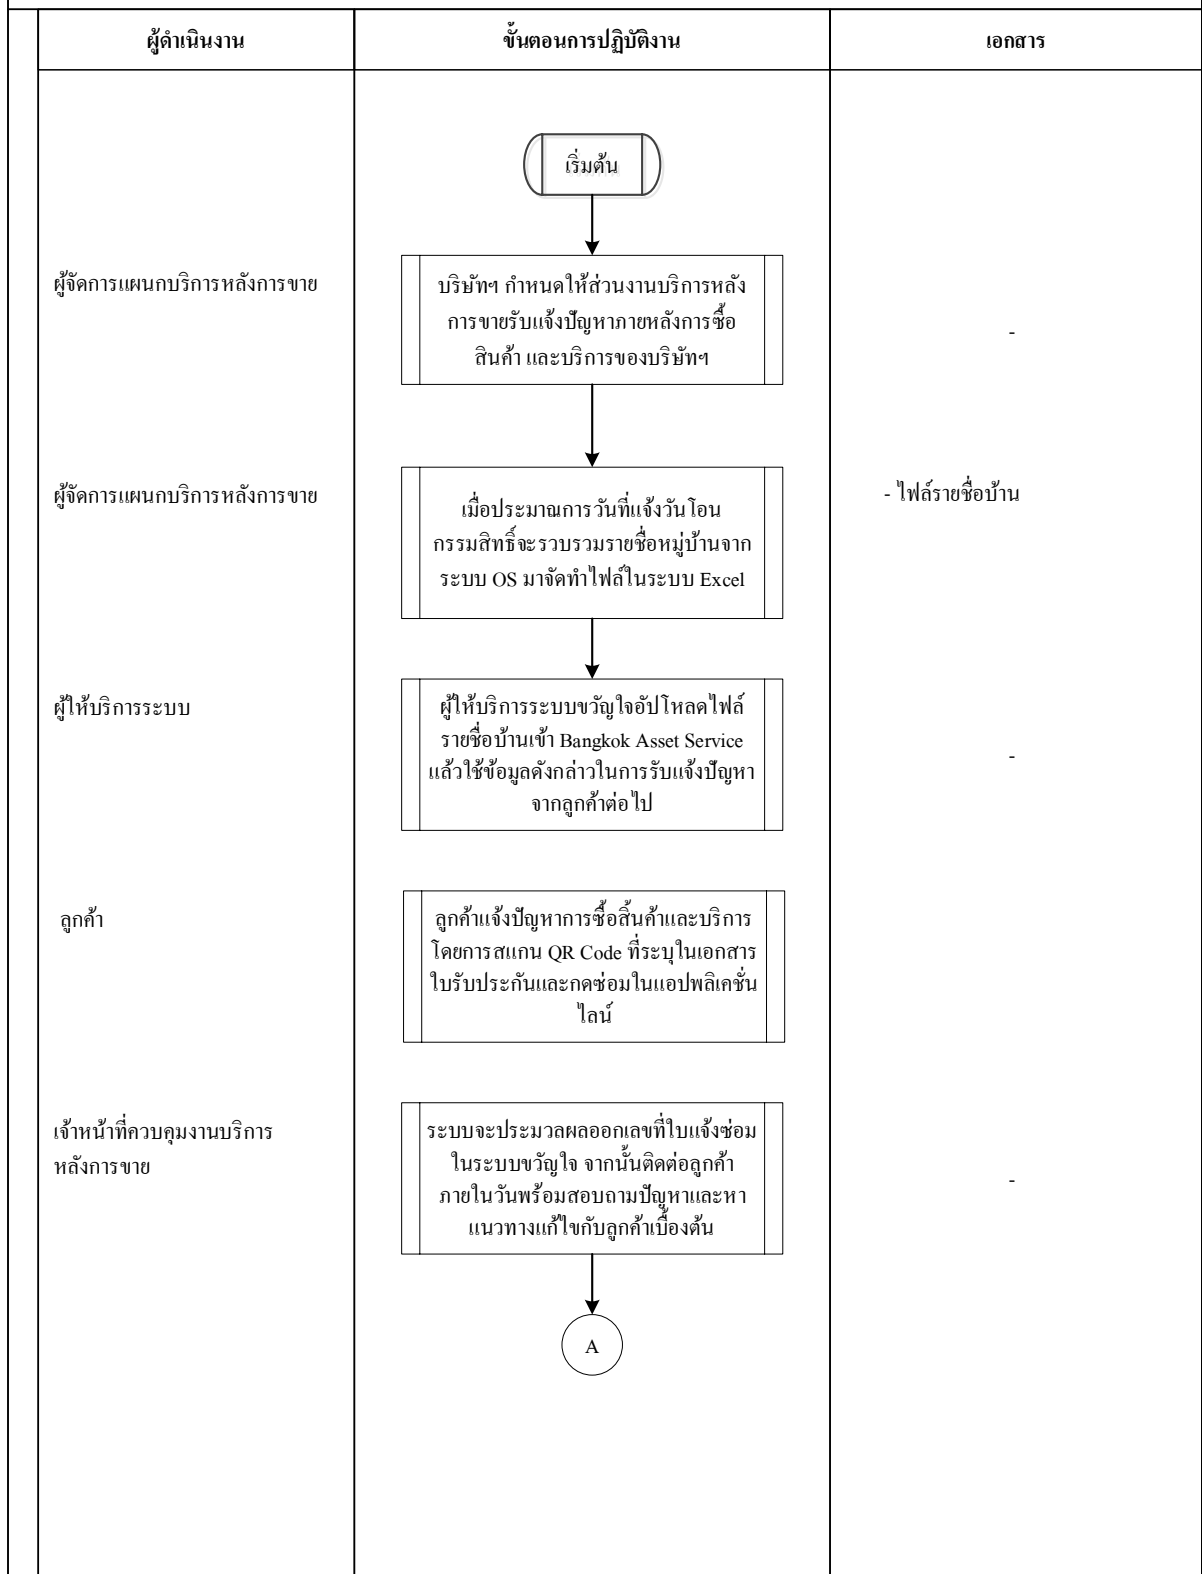 ผู้ดำเนินงาน
ขั้นตอนการปฏิบัติงาน
เอกสาร
เริ่มต้น
ผู้จัดการแผนกบริการหลังการขาย
บริษัทฯ กำหนดให้ส่วนงานบริการหลัง
การขายรับแจ้งปัญหาภายหลังการซื้อ
สินค้า และบริการของบริษัทฯ
-
ผู้จัดการแผนกบริการหลังการขาย
เมื่อประมาณการวันที่แจ้งวันโอน
กรรมสิทธิ์จะรวบรวมรายชื่อหมู่บ้านจาก
ระบบ OS มาจัดทำไฟล์ในระบบ Excel
- ไฟล์รายชื่อบ้าน
ผู้ให้บริการระบบ
ผู้ให้บริการระบบขวัญใจอัปโหลดไฟล์
รายชื่อบ้านเข้า Bangkok Asset Service
แล้วใช้ข้อมูลดังกล่าวในการรับแจ้งปัญหา
จากลูกค้าต่อไป
-
ลูกค้า
ลูกค้าแจ้งปัญหาการซื้อสิ้นค้าและบริการ
โดยการสแกน QR Code ที่ระบุในเอกสาร
ใบรับประกันและกดซ่อมในแอปพลิเคชั่น
ไลน์
เจ้าหน้าที่ควบคุมงานบริการ
หลังการขาย
ระบบจะประมวลผลออกเลขที่ใบแจ้งซ่อม
ในระบบขวัญใจ จากนั้นติดต่อลูกค้า
ภายในวันพร้อมสอบถามปัญหาและหา
แนวทางแก้ไขกับลูกค้าเบื้องต้น
-
A